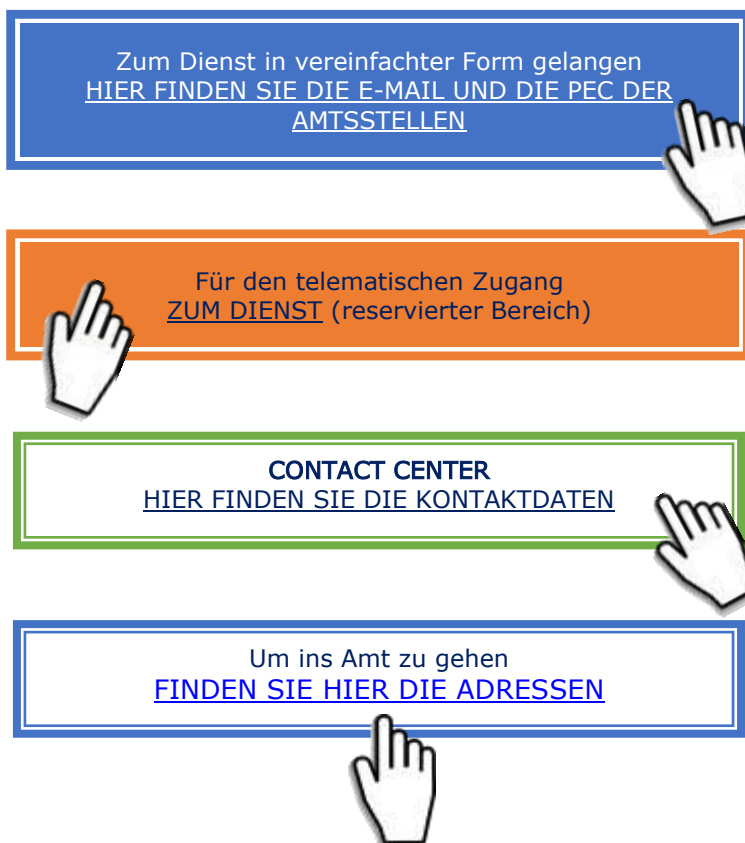 Zum Dienst in vereinfachter Form gelangen
HIER FINDEN SIE DIE E-MAIL UND DIE PEC DER
AMTSSTELLEN
Für den telematischen Zugang
ZUM DIENST (reservierter Bereich)
CONTACT CENTER
HIER FINDEN SIE DIE KONTAKTDATEN
Um ins Amt zu gehen
FINDEN SIE HIER DIE ADRESSEN